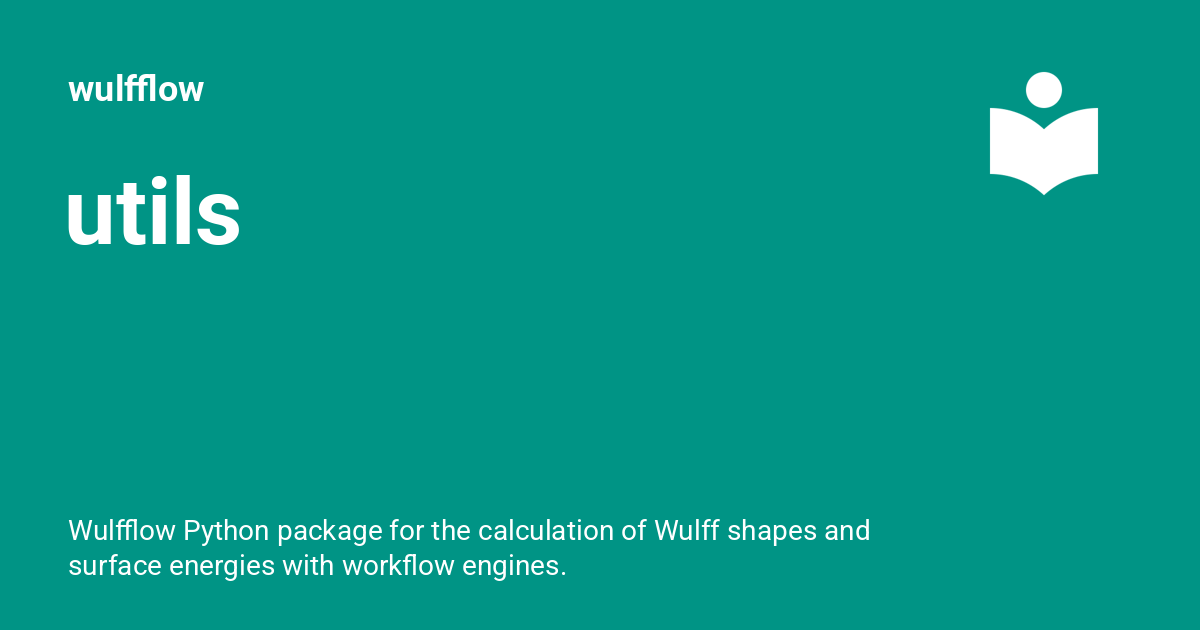 wulfflow
utils
Wulfflow Python package for the calculation of Wulff shapes and
surface energies with workflow engines.